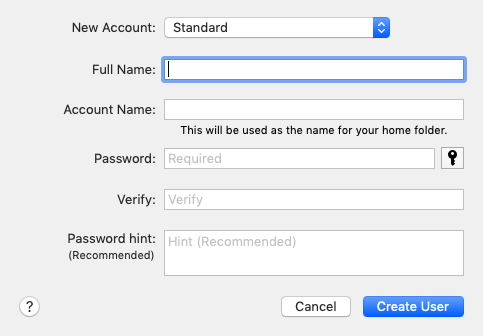 New Account: Standard
Full Name:
Account Name:
This will be used as the name for your home folder.
Password: Required
Verify: Verify
Password hint: Hint (Recommended)
(Recommended)
? Cancel Create User